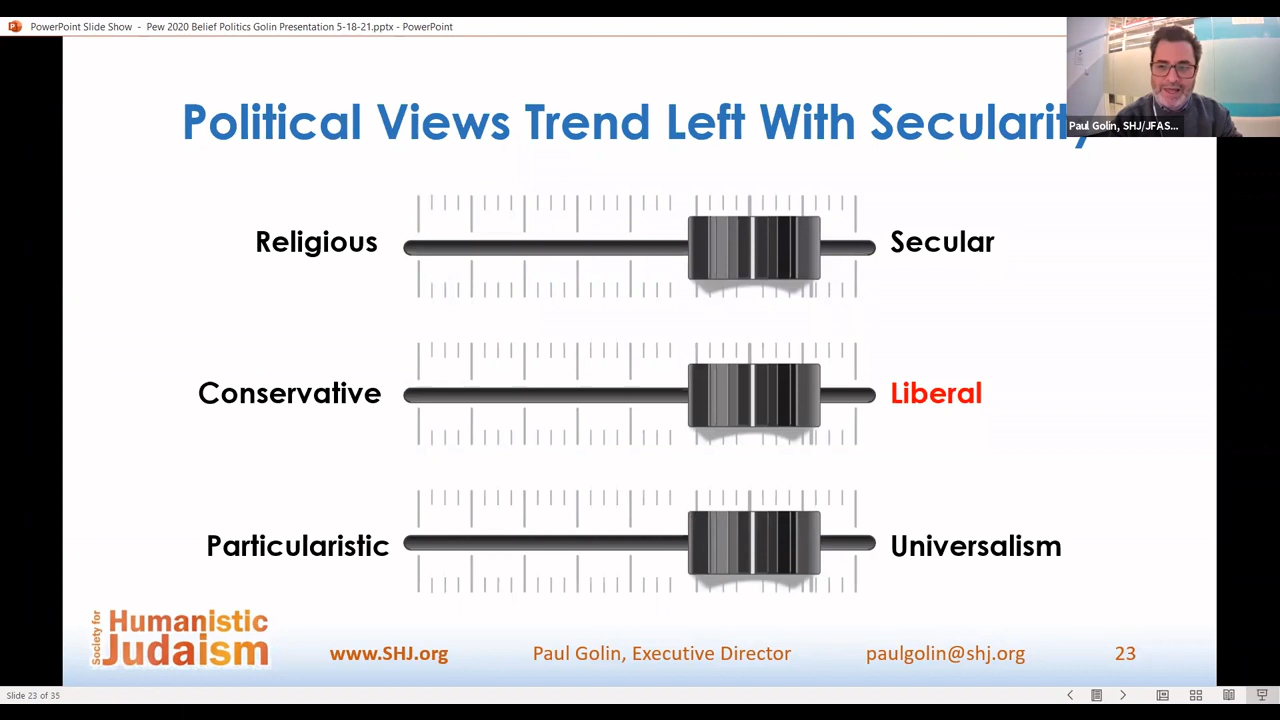 PowerPoint Slide Show - Pew 2020 Belief Politics Golin Presentation 5-18-21.pptx - PowerPoint
Paul Golin, SHJ/JFAS...
Political Views Trend Left With Secularity
Religious
Secular
Conservative
Liberal
Particularistic
Universalism
Society for
Humanistic
Judaism
www.SHJ.org
Paul Golin, Executive Director
paulgolin@shj.org
23
Slide 23 of 35